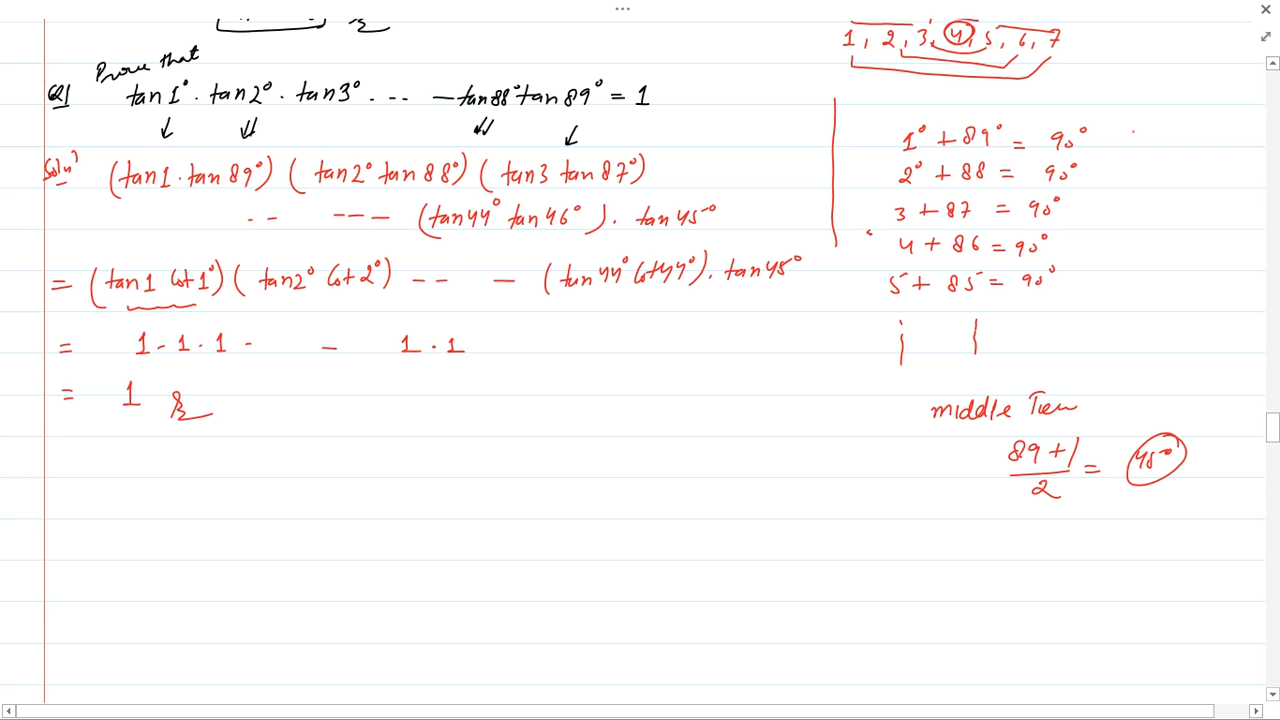 1, 2, 3, 4, 5, 6, 7
Prove that
Q1 tan 1° · tan 2° · tan 3° · -- — tan 88° tan 89° = 1
Soln (tan 1 · tan 89°) (tan 2° tan 88°) (tan 3 tan 87°)
-- --- (tan 44° tan 46°) · tan 45°
= (tan 1 Cot 1°) (tan 2° Cot 2°) -- — (tan 44° Cot 44°) · tan 45°
= 1 · 1 · 1 - — 1 · 1
= 1
1° + 89° = 90°
2° + 88 = 90°
3 + 87 = 90°
4 + 86 = 90°
5 + 85 = 90°
middle Term
89 + 1 / 2 = 45°